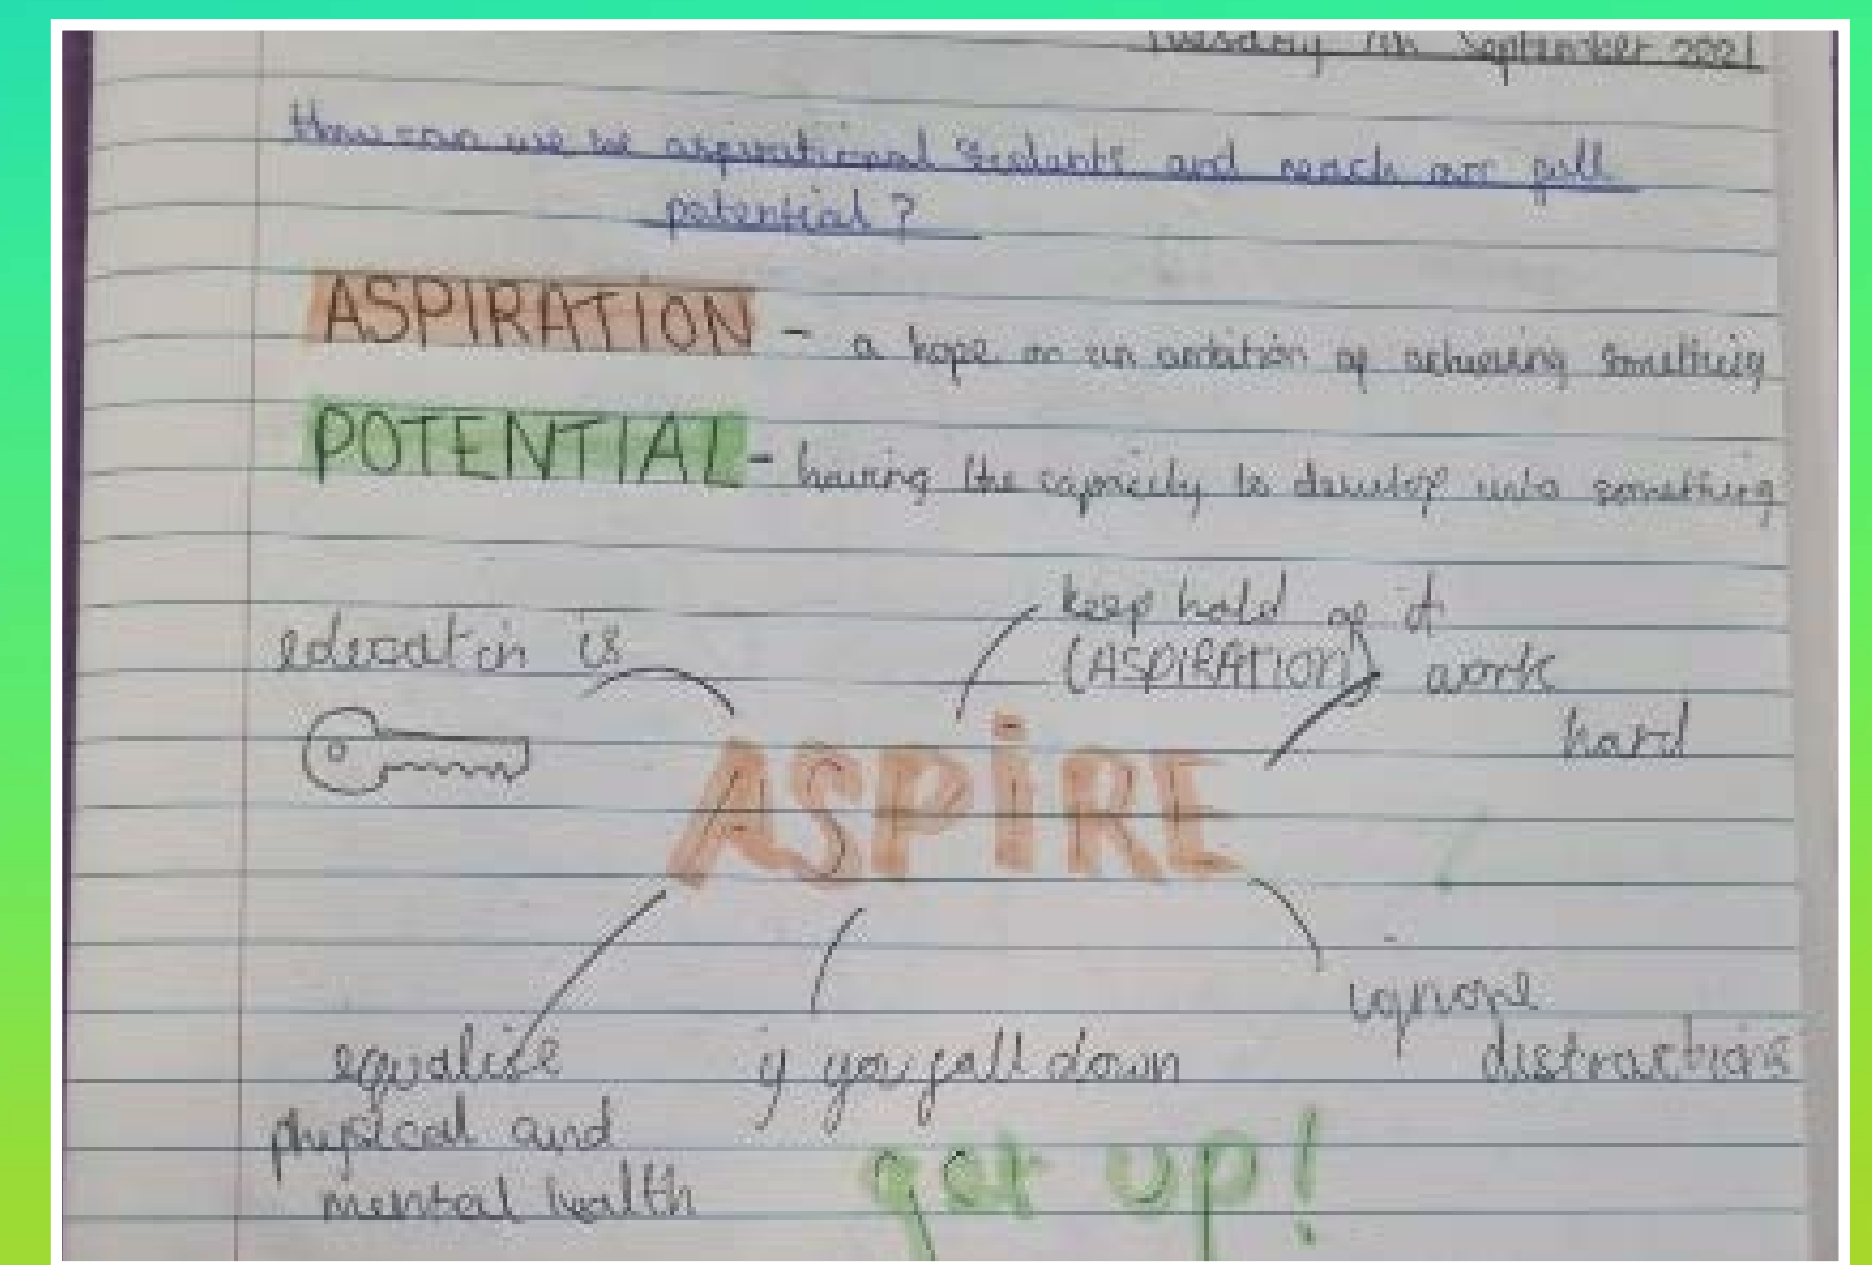 Tuesday 7th September 2021
How can we be aspirational students and reach our full
potential?
ASPIRATION - a hope or an ambition of achieving something
POTENTIAL - having the capacity to develop into something
education is
keep hold of it
(ASPIRATION)
work
hard
ASPIRE
ignore
distractions
equalise
physical and
mental health
if you fall down
get up!